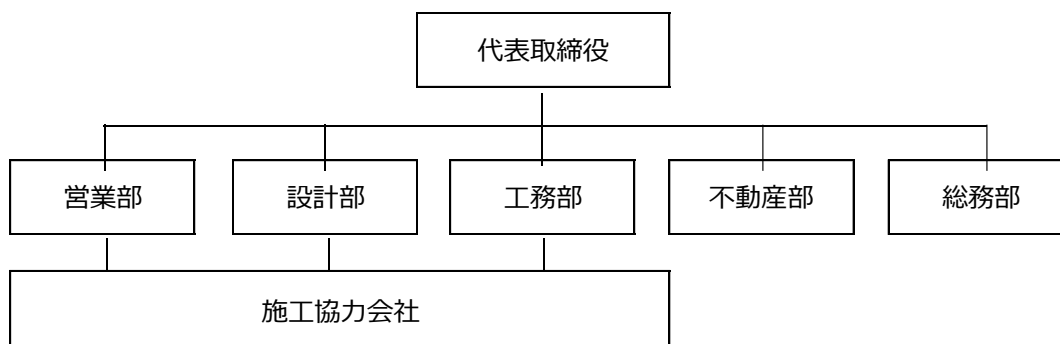 代表取締役
営業部
設計部
工務部
不動産部
総務部
施工協力会社